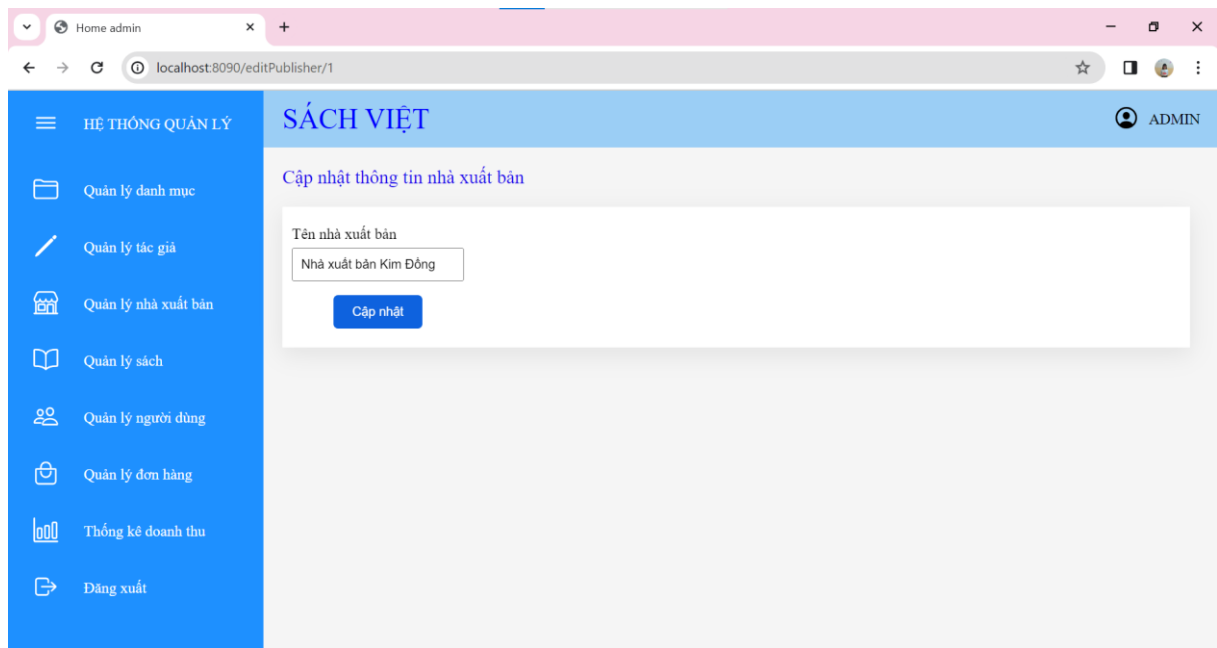 Home admin
localhost:8090/editPublisher/1
HỆ THỐNG QUẢN LÝ
SÁCH VIỆT
ADMIN
Quản lý danh mục
Quản lý tác giả
Quản lý nhà xuất bản
Quản lý sách
Quản lý người dùng
Quản lý đơn hàng
Thống kê doanh thu
Đăng xuất
Cập nhật thông tin nhà xuất bản
Tên nhà xuất bản
Nhà xuất bản Kim Đồng
Cập nhật